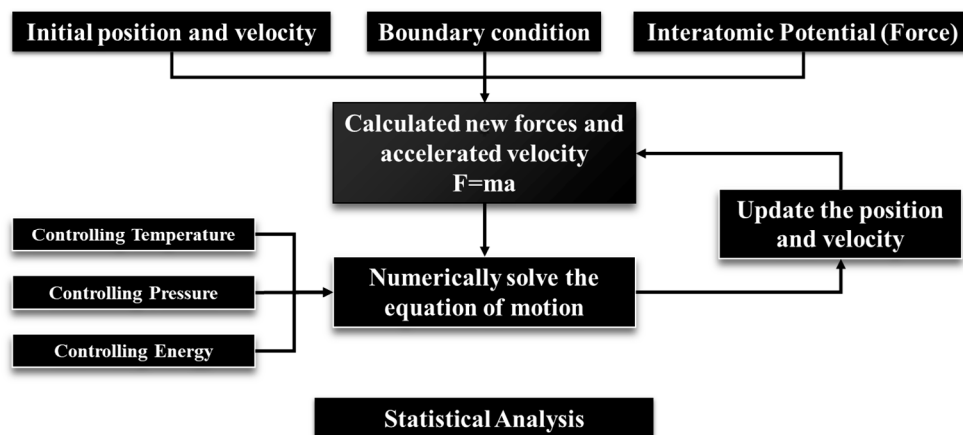 Initial position and velocity
Boundary condition
Interatomic Potential (Force)
Calculated new forces and
accelerated velocity
F=ma
Update the position
and velocity
Controlling Temperature
Controlling Pressure
Controlling Energy
Numerically solve the
equation of motion
Statistical Analysis